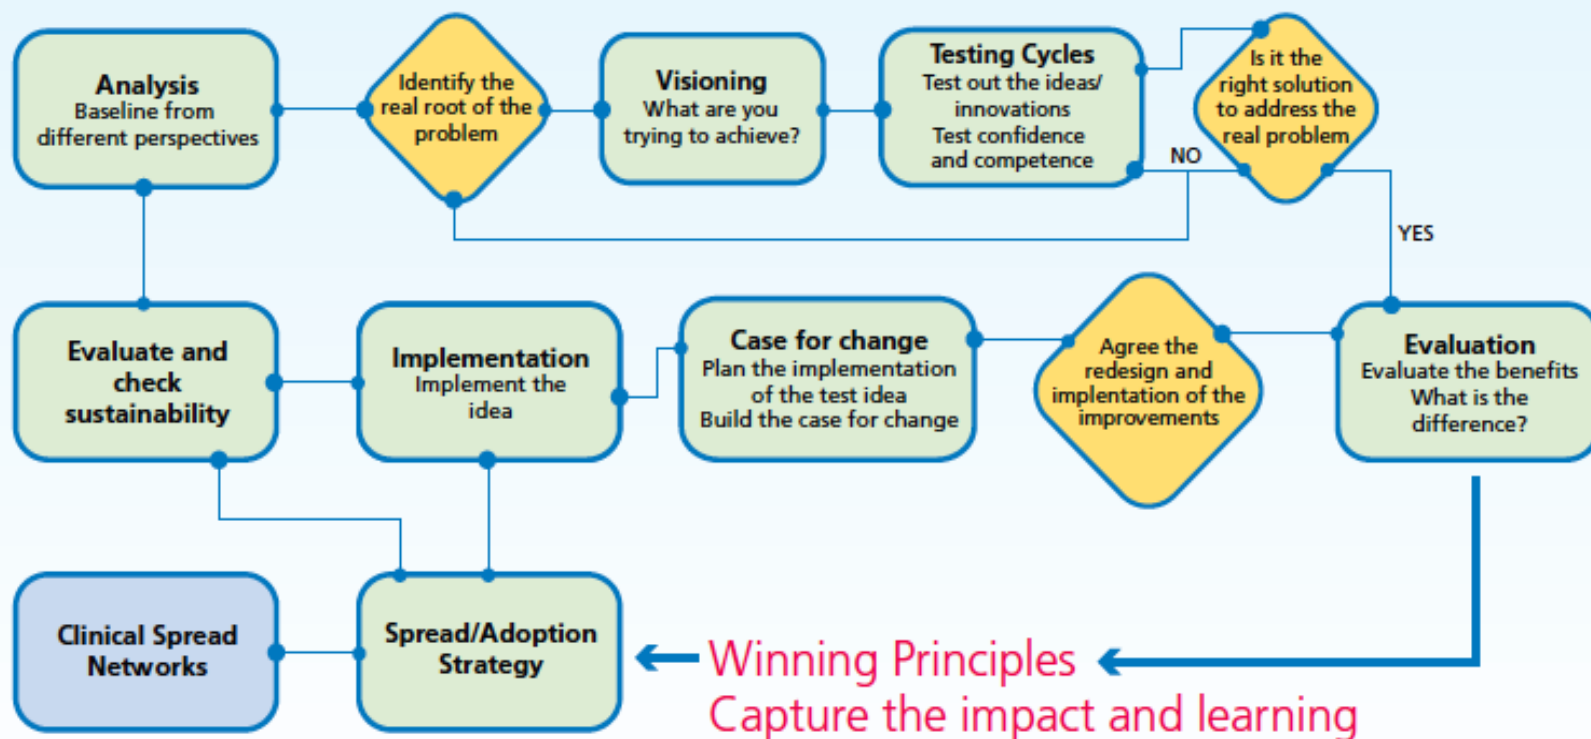 Analysis
Baseline from
different perspectives
Identify the
real root of the
problem
Visioning
What are you
trying to achieve?
Testing Cycles
Test out the ideas/
innovations
Test confidence
and competence
Is it the
right solution
to address the
real problem
NO
YES
Evaluate and
check
sustainability
Implementation
Implement the
idea
Case for change
Plan the implementation
of the test idea
Build the case for change
Agree the
redesign and
implentation of the
improvements
Evaluation
Evaluate the benefits
What is the
difference?
Clinical Spread
Networks
Spread/Adoption
Strategy
Winning Principles
Capture the impact and learning